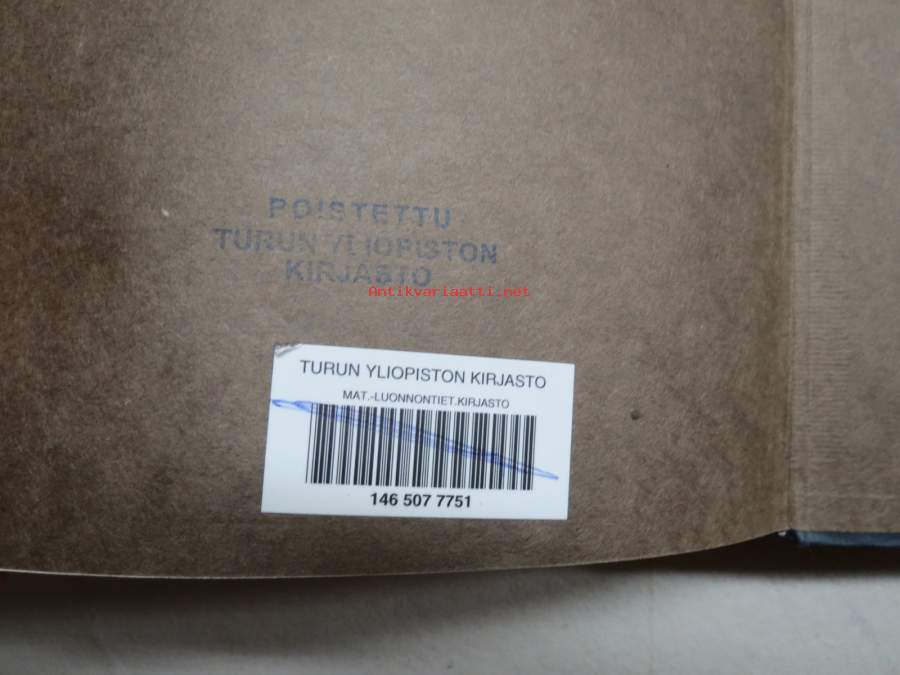 POISTETTU
TURUN YLIOPISTON
KIRJASTO
Antikvariaatti.net
TURUN YLIOPISTON KIRJASTO
MAT.-LUONNONTIET.KIRJASTO
146 507 7751